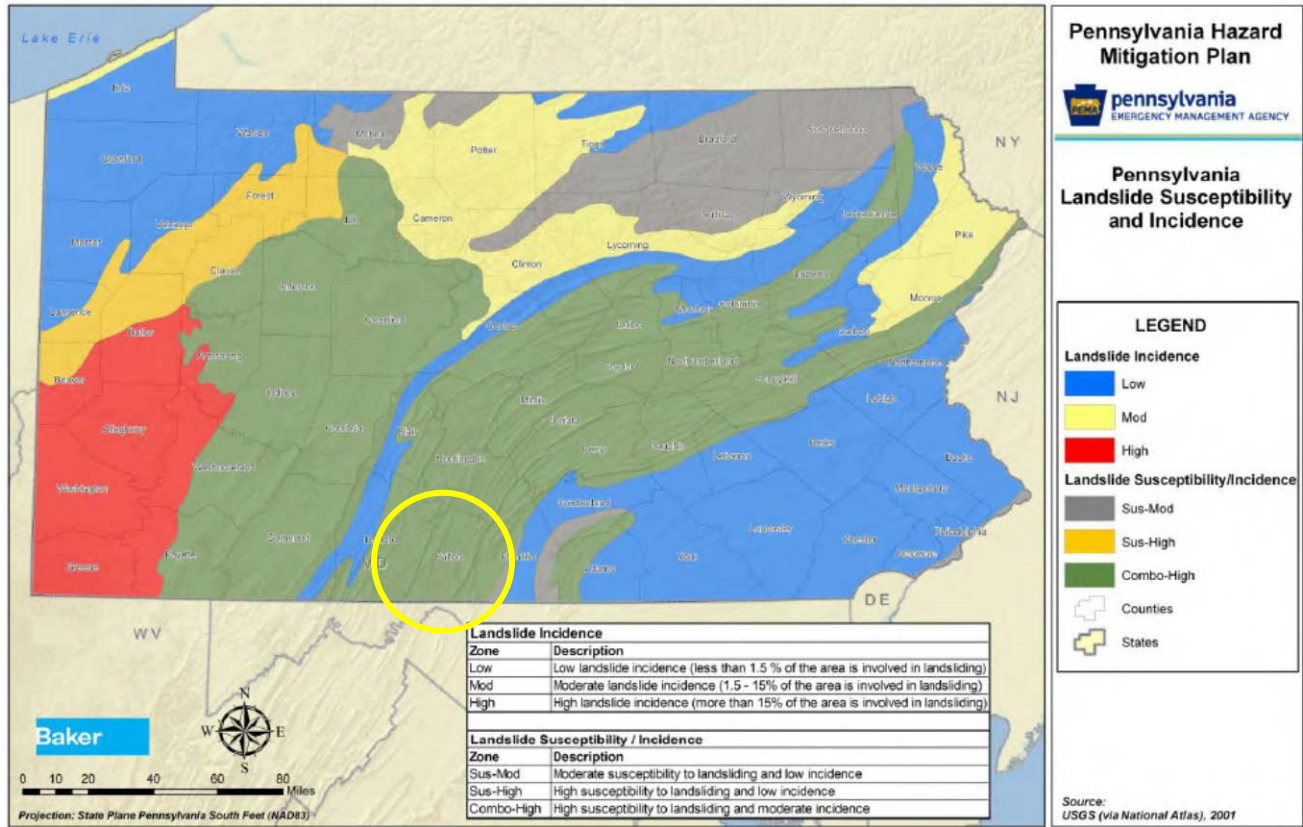 Lake Erie
Erie
Warren
McKean
Potter
Tioga
Bradford
Susquehanna
Crawford
Forest
Wayne
Wyoming
Venango
Elk
Cameron
Sullivan
Lackawanna
Mercer
Lycoming
Pike
Clarion
Clinton
Luzerne
Jefferson
Lawrence
Clearfield
Centre
Montour
Columbia
Monroe
Butler
Union
Carbon
Armstrong
Snyder
Northumberland
Northampton
Beaver
Indiana
Schuylkill
Mifflin
Lehigh
Allegheny
Cambria
Blair
Juniata
Westmoreland
Huntingdon
Perry
Dauphin
Lebanon
Berks
Bucks
Washington
Cumberland
Montgomery
Lancaster
Philadelphia
Chester
Delaware
Greene
Fayette
Somerset
Fulton
Adams
York
NY
NJ
MD
DE
WV
Landslide Incidence
Zone Description
Low Low landslide incidence (less than 1.5 % of the area is involved in landsliding)
Mod Moderate landslide incidence (1.5 - 15% of the area is involved in landsliding)
High High landslide incidence (more than 15% of the area is involved in landsliding)
Landslide Susceptibility / Incidence
Zone Description
Sus-Mod Moderate susceptibility to landsliding and low incidence
Sus-High High susceptibility to landsliding and low incidence
Combo-High High susceptibility to landsliding and moderate incidence
N
W E
S
Baker
0 10 20 40 60 80
Miles
Projection: State Plane Pennsylvania South Feet (NAD83)
Pennsylvania Hazard
Mitigation Plan
PEMA
pennsylvania
EMERGENCY MANAGEMENT AGENCY
Pennsylvania
Landslide Susceptibility
and Incidence
LEGEND
Landslide Incidence
Low
Mod
High
Landslide Susceptibility/Incidence
Sus-Mod
Sus-High
Combo-High
Counties
States
Source:
USGS (via National Atlas), 2001